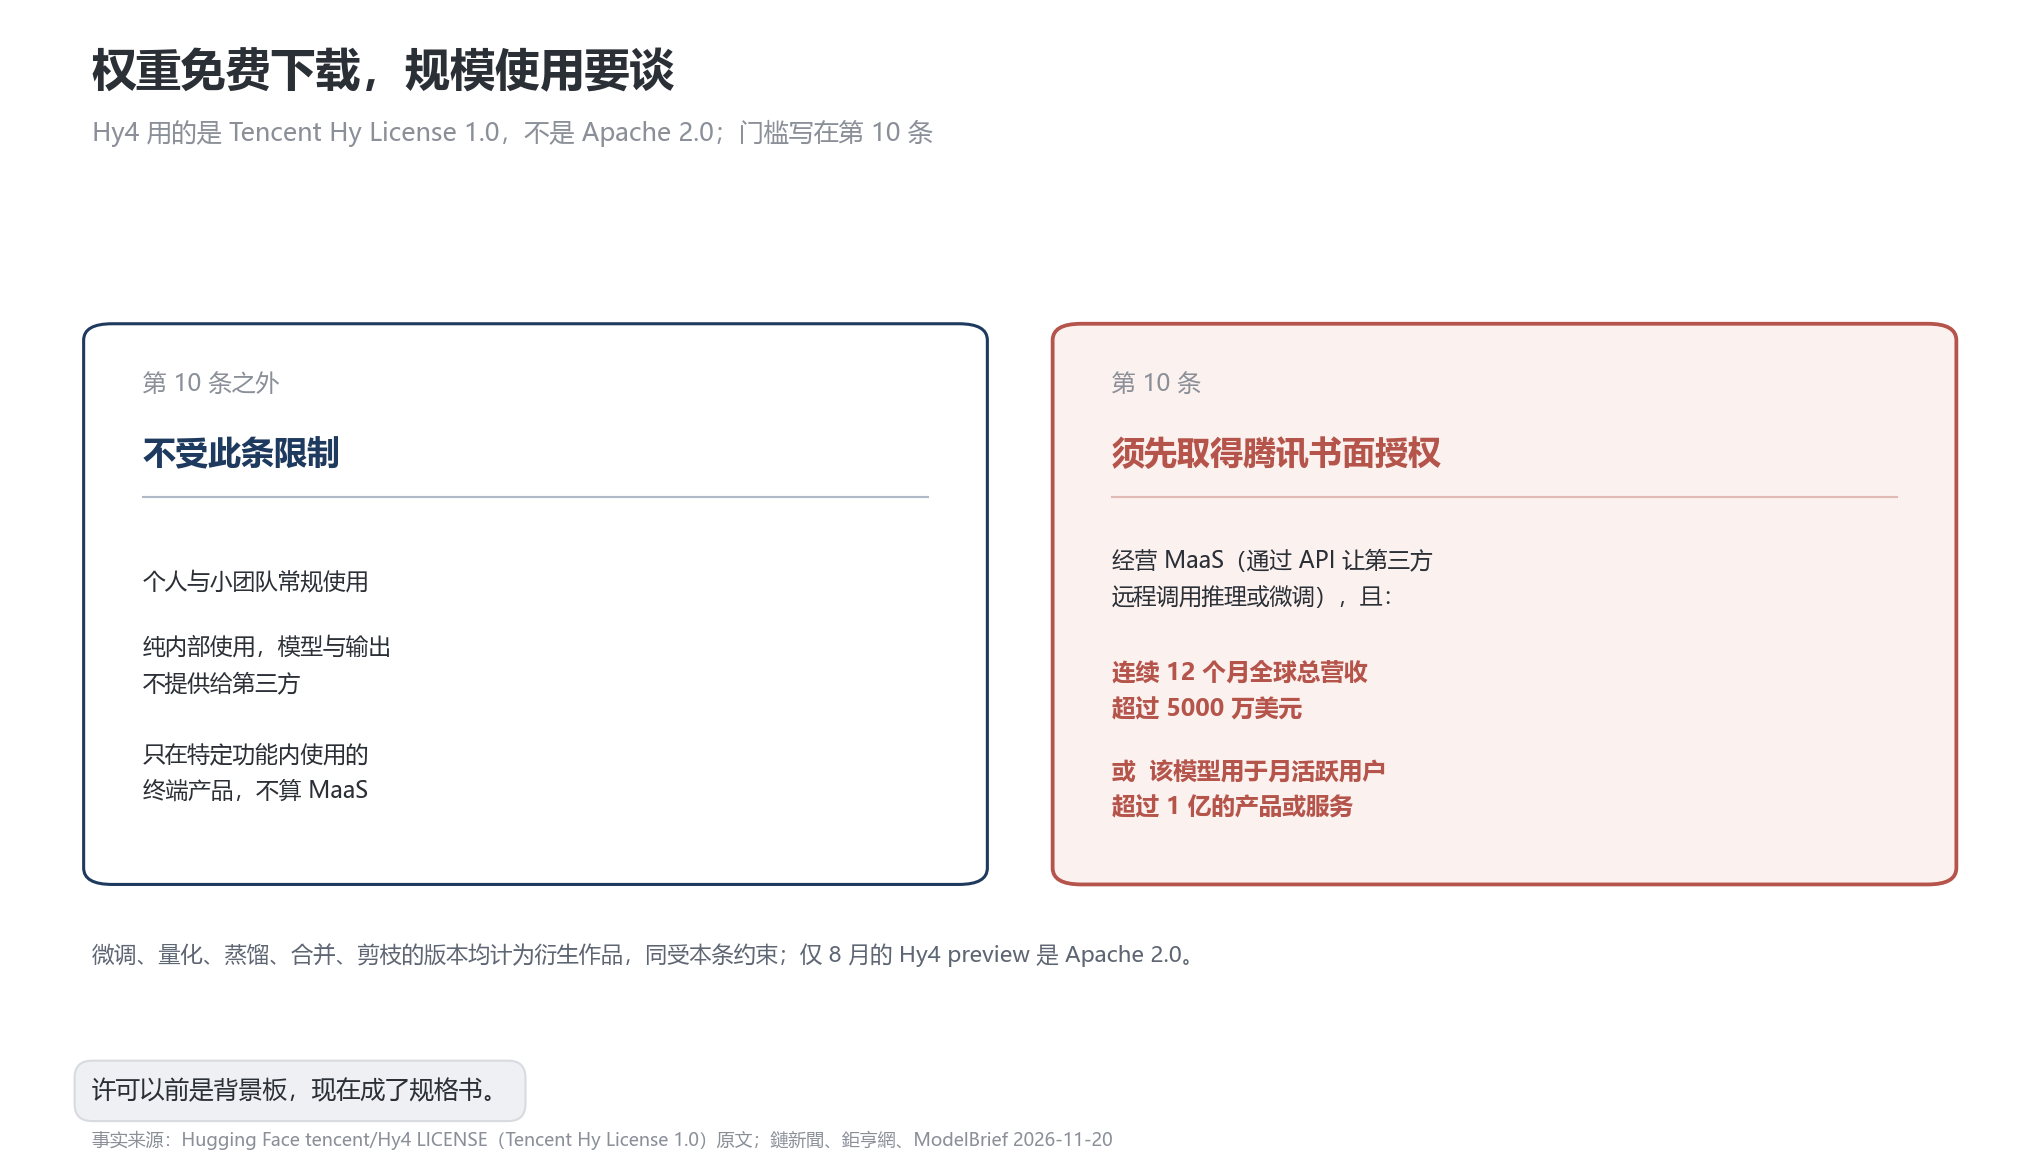 权重免费下载，规模使用要谈
Hy4 用的是 Tencent Hy License 1.0，不是 Apache 2.0；门槛写在第 10 条
第 10 条之外
不受此条限制
个人与小团队常规使用
纯内部使用，模型与输出
不提供给第三方
只在特定功能内使用的
终端产品，不算 MaaS
第 10 条
须先取得腾讯书面授权
经营 MaaS（通过 API 让第三方
远程调用推理或微调），且：
连续 12 个月全球总营收
超过 5000 万美元
或 该模型用于月活跃用户
超过 1 亿的产品或服务
微调、量化、蒸馏、合并、剪枝的版本均计为衍生作品，同受本条约束；仅 8 月的 Hy4 preview 是 Apache 2.0。
许可以前是背景板，现在成了规格书。
事实来源：Hugging Face tencent/Hy4 LICENSE（Tencent Hy License 1.0）原文；鏈新聞、鉅亨網、ModelBrief 2026-11-20